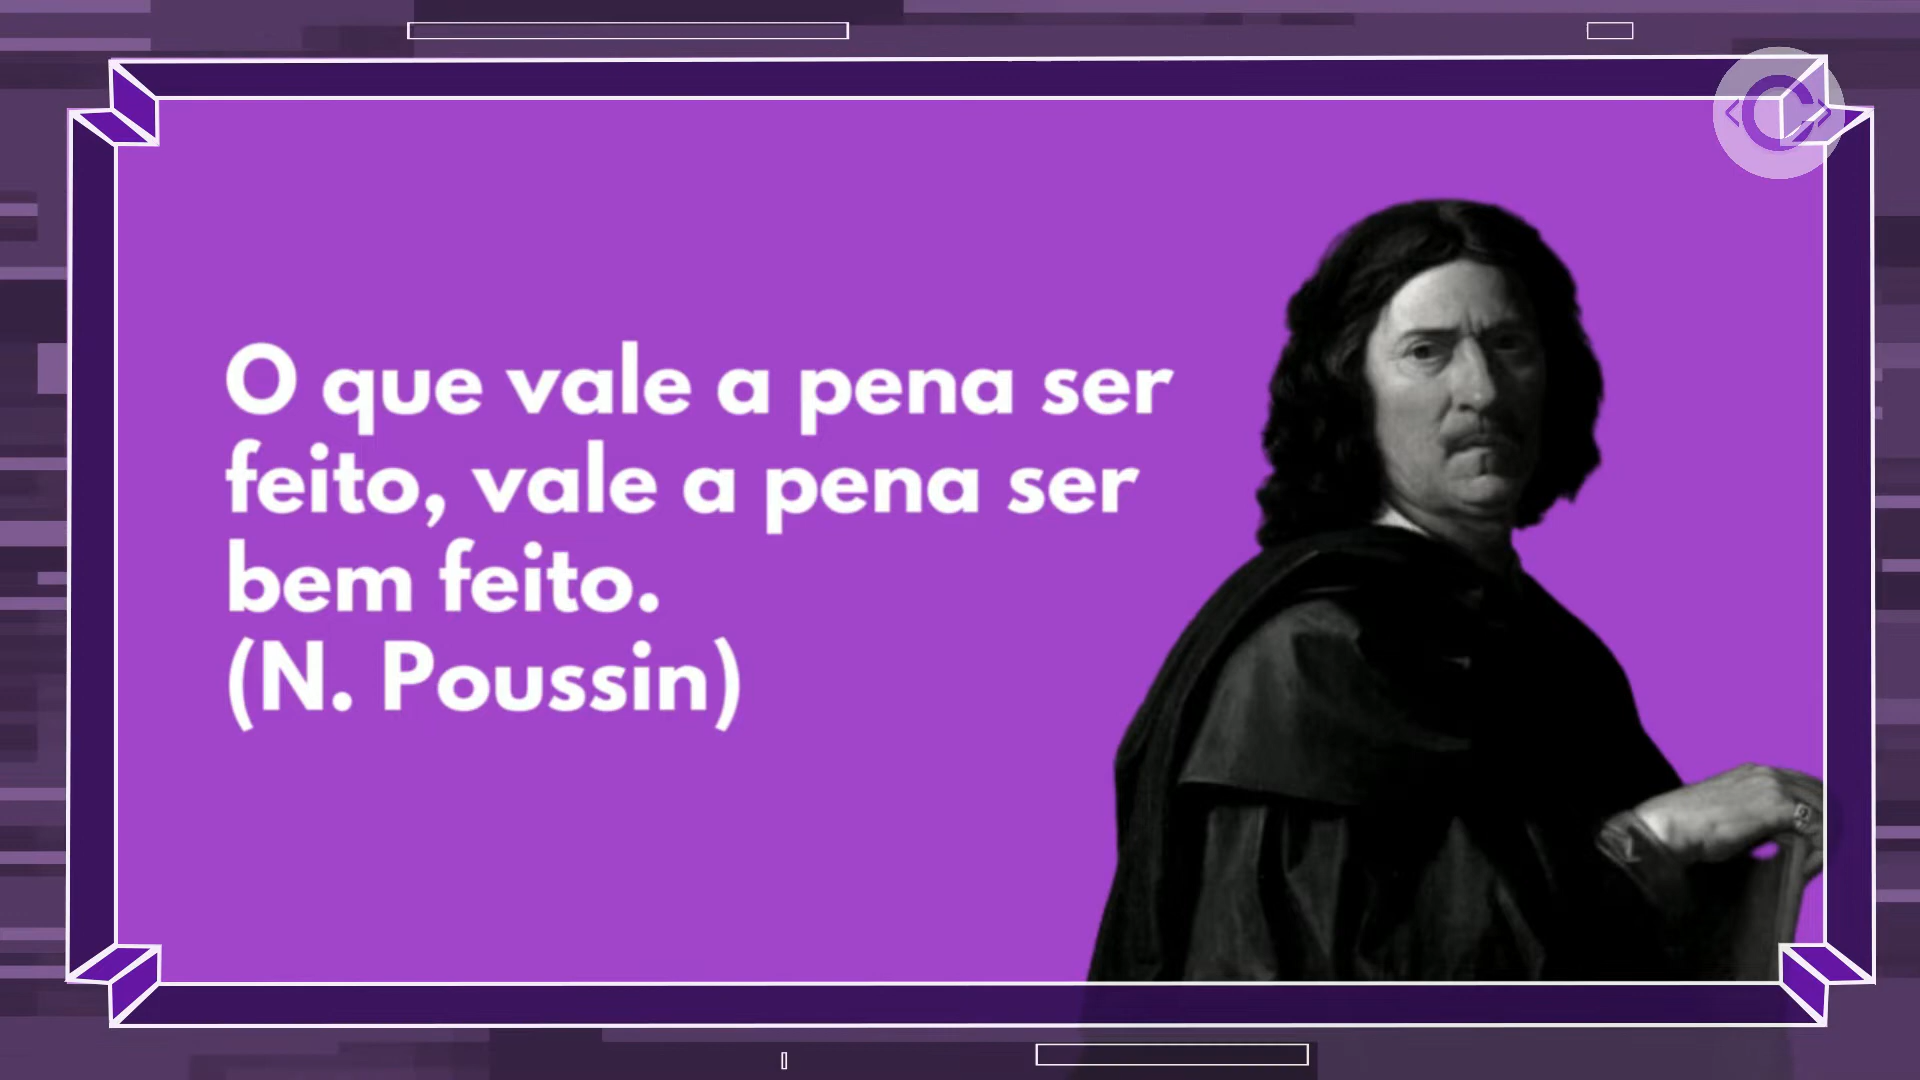 O que vale a pena ser
feito, vale a pena ser
bem feito.
(N. Poussin)